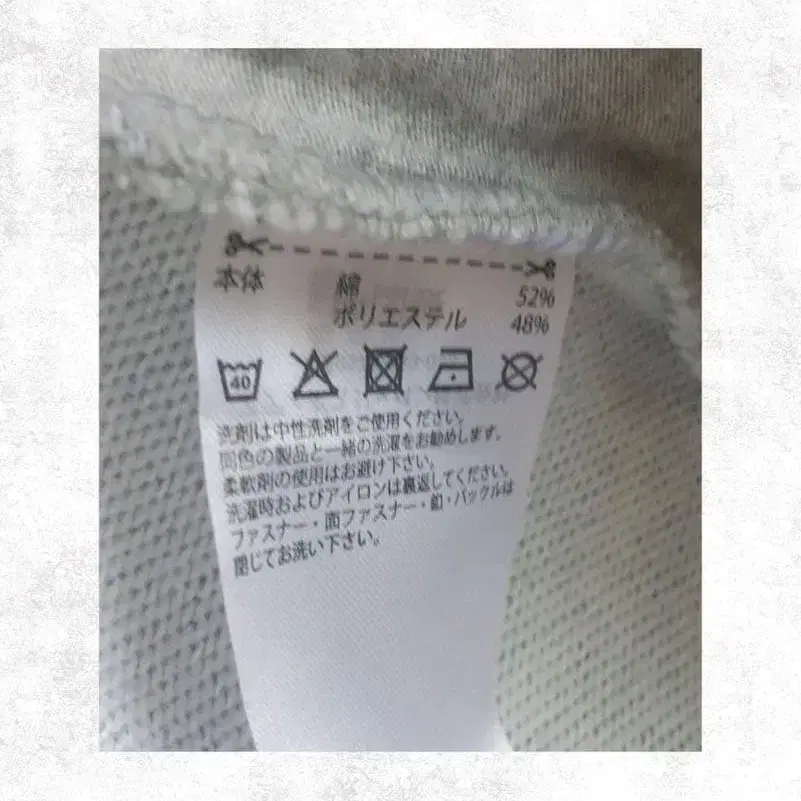 本体 綿 52%
ポリエステル 48%
40
洗剤は中性洗剤をご使用ください。
同色の製品と一緒の洗濯をお勧めします。
柔軟剤の使用はお避け下さい。
洗濯時およびアイロンは裏返してください。
ファスナー・面ファスナー・釦・バックルは
閉じてお洗い下さい。